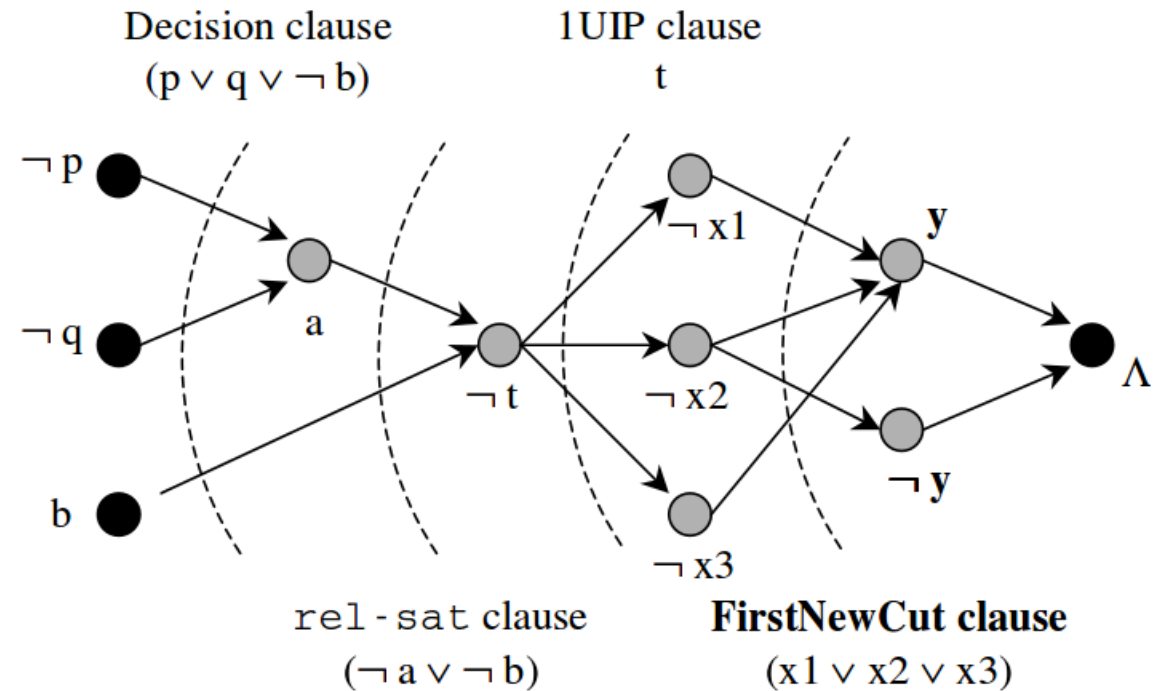 Decision clause
(p ∨ q ∨ ¬ b)
1UIP clause
t
¬ p
¬ q
b
a
¬ t
¬ x1
¬ x2
¬ x3
y
¬ y
Λ
rel-sat clause
(¬ a ∨ ¬ b)
FirstNewCut clause
(x1 ∨ x2 ∨ x3)